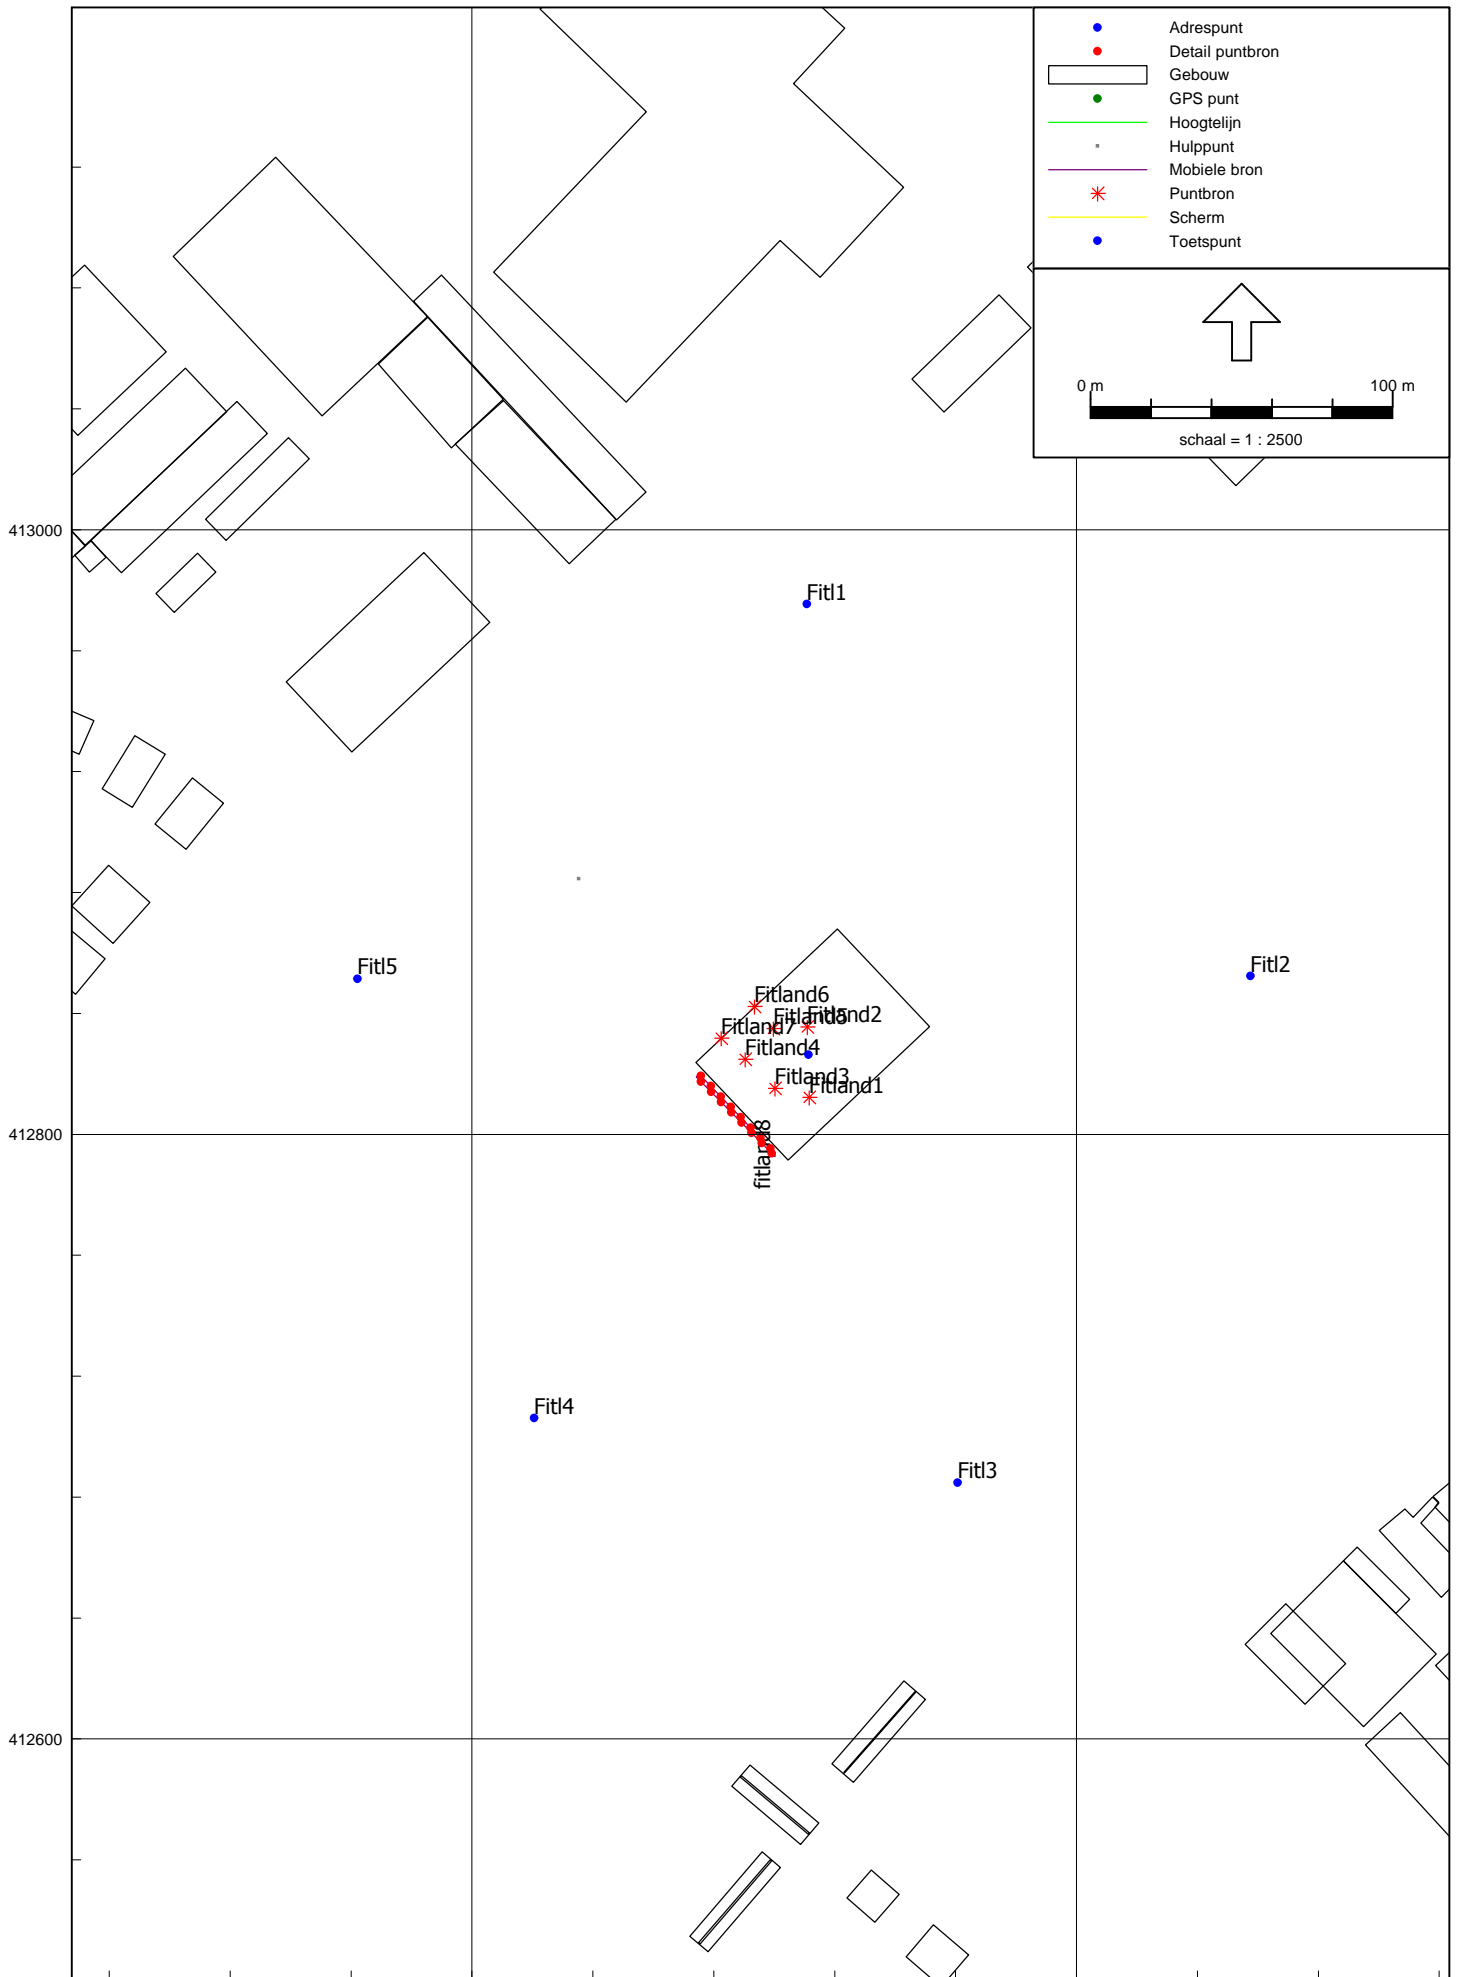 Adrespunt
Detail puntbron
Gebouw
GPS punt
Hoogtelijn
Hulppunt
Mobiele bron
Puntbron
Scherm
Toetspunt
0 m
100 m
schaal = 1 : 2500
413000
Fitl1
Fitl5
Fitl2
Fitland6
Fitland5
Fitland2
Fitland7
Fitland4
Fitland3
Fitland1
412800
fitland8
Fitl4
Fitl3
412600